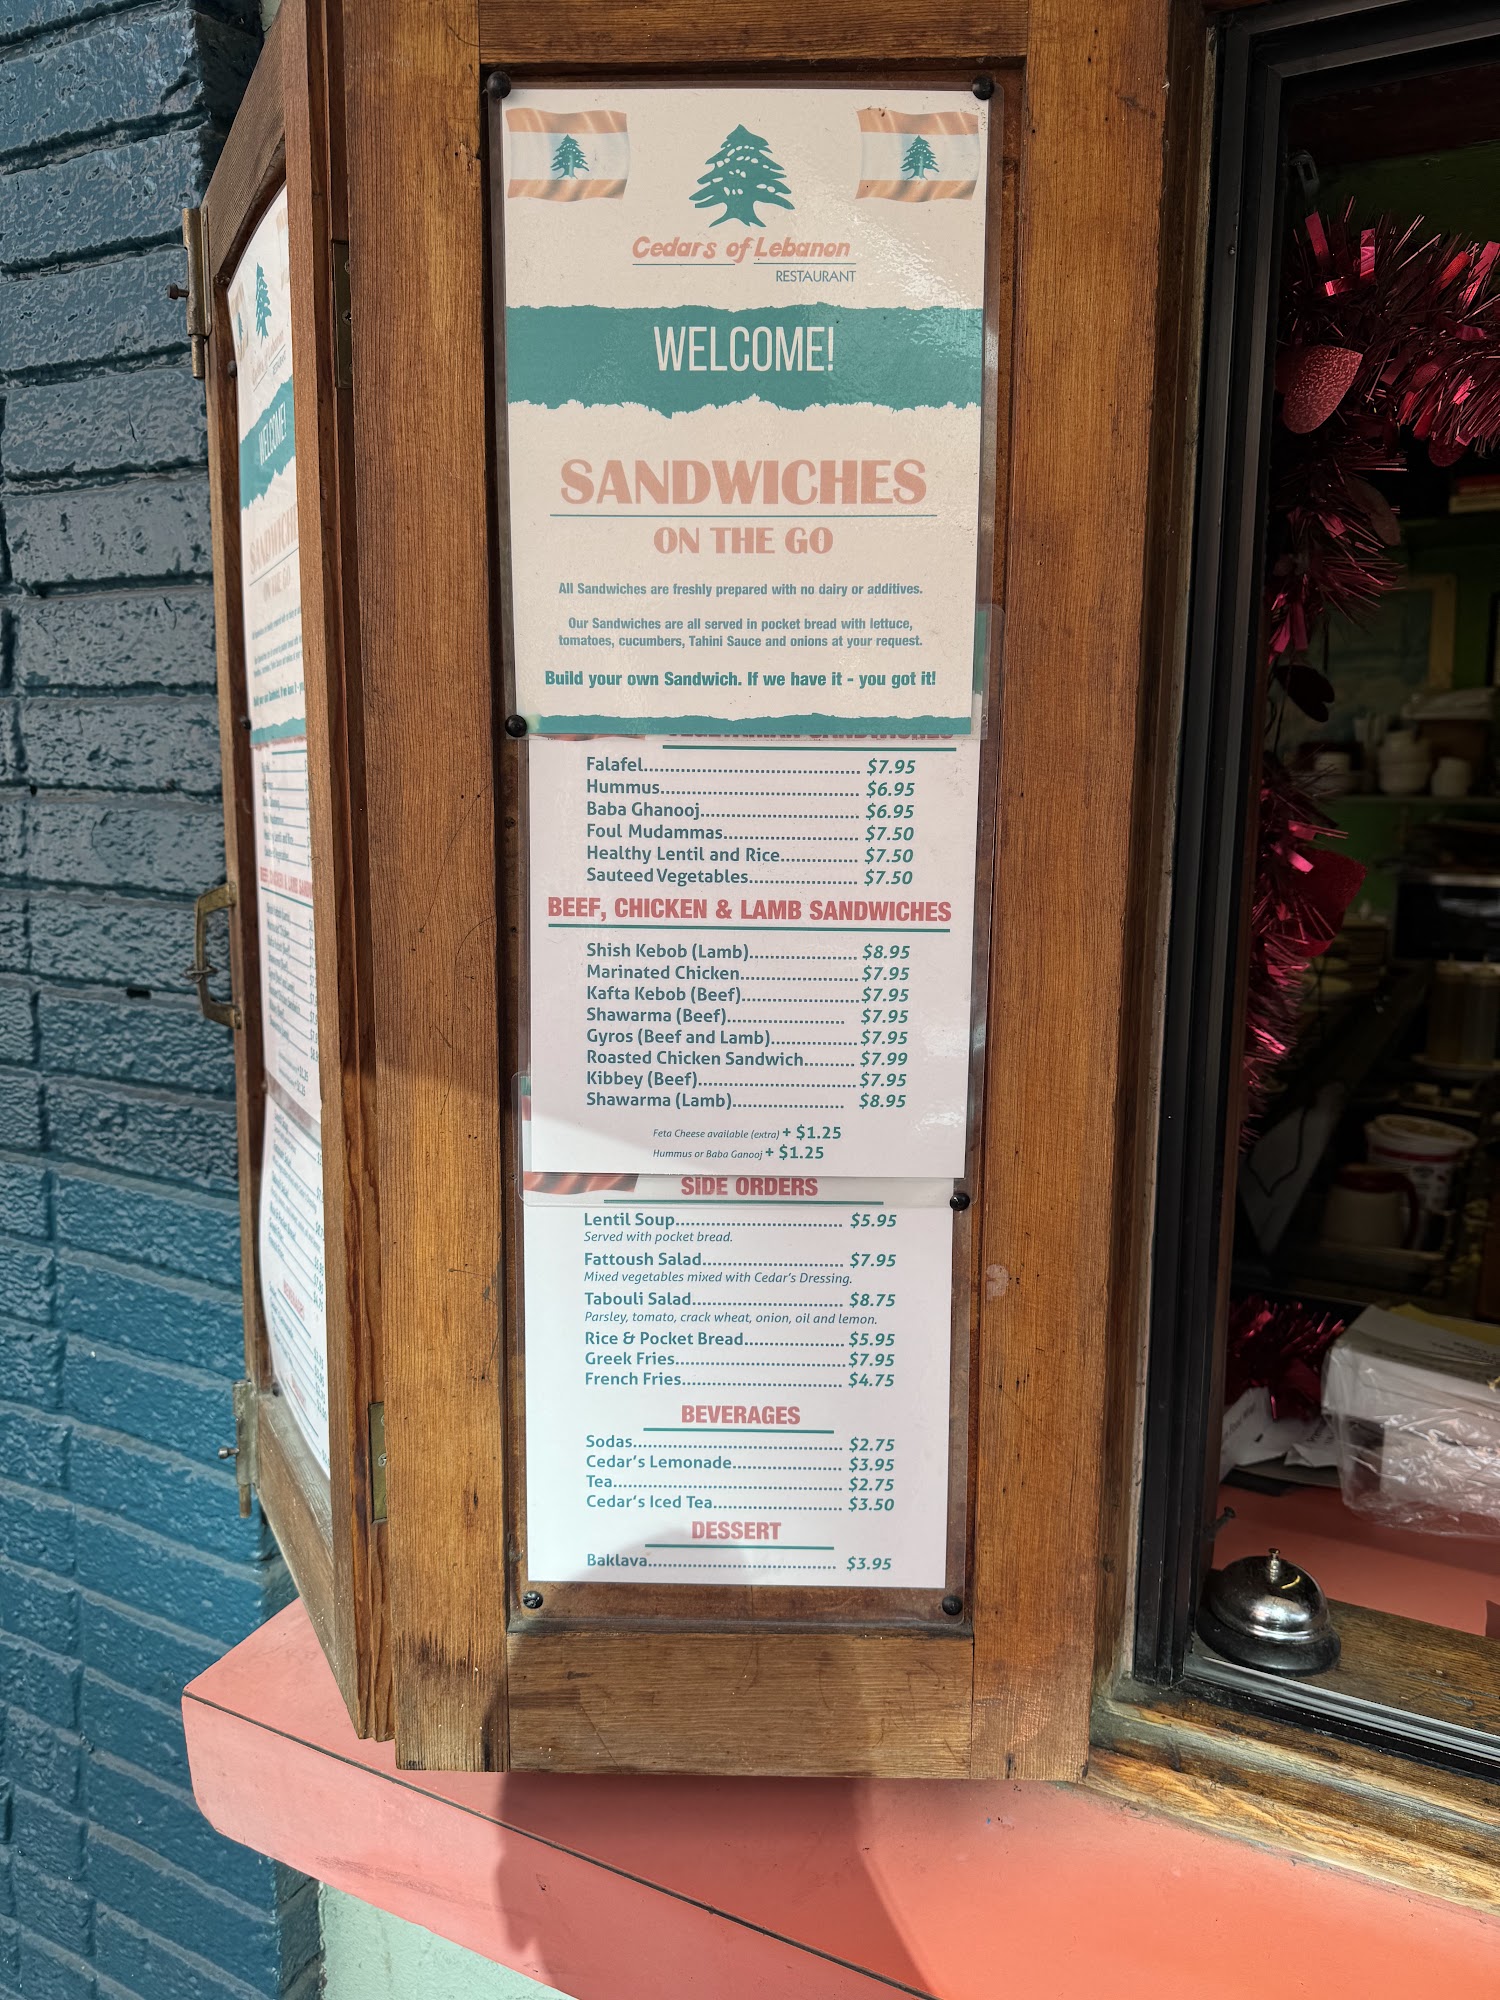 Cedars of Lebanon
RESTAURANT
WELCOME!
SANDWICHES
ON THE GO
All Sandwiches are freshly prepared with no dairy or additives.
Our Sandwiches are all served in pocket bread with lettuce,
tomatoes, cucumbers, Tahini Sauce and onions at your request.
Build your own Sandwich. If we have it - you got it!
Falafel.......................................... $7.95
Hummus....................................... $6.95
Baba Ghanooj............................... $6.95
Foul Mudammas.......................... $7.50
Healthy Lentil and Rice............... $7.50
Sauteed Vegetables..................... $7.50
BEEF, CHICKEN & LAMB SANDWICHES
Shish Kebob (Lamb)..................... $8.95
Marinated Chicken....................... $7.95
Kafta Kebob (Beef).......................$7.95
Shawarma (Beef)....................... $7.95
Gyros (Beef and Lamb)................. $7.95
Roasted Chicken Sandwich......... $7.99
Kibbey (Beef)...............................$7.95
Shawarma (Lamb)...................... $8.95
Feta Cheese available (extra) + $1.25
Hummus or Baba Ganooj + $1.25
SIDE ORDERS
Lentil Soup................................. $5.95
Served with pocket bread.
Fattoush Salad............................ $7.95
Mixed vegetables mixed with Cedar's Dressing.
Tabouli Salad.............................. $8.75
Parsley, tomato, crack wheat, onion, oil and lemon.
Rice & Pocket Bread.................... $5.95
Greek Fries................................. $7.95
French Fries................................ $4.75
BEVERAGES
Sodas......................................... $2.75
Cedar's Lemonade...................... $3.95
Tea............................................. $2.75
Cedar's Iced Tea......................... $3.50
DESSERT
Baklava..................................... $3.95
WELCOME!